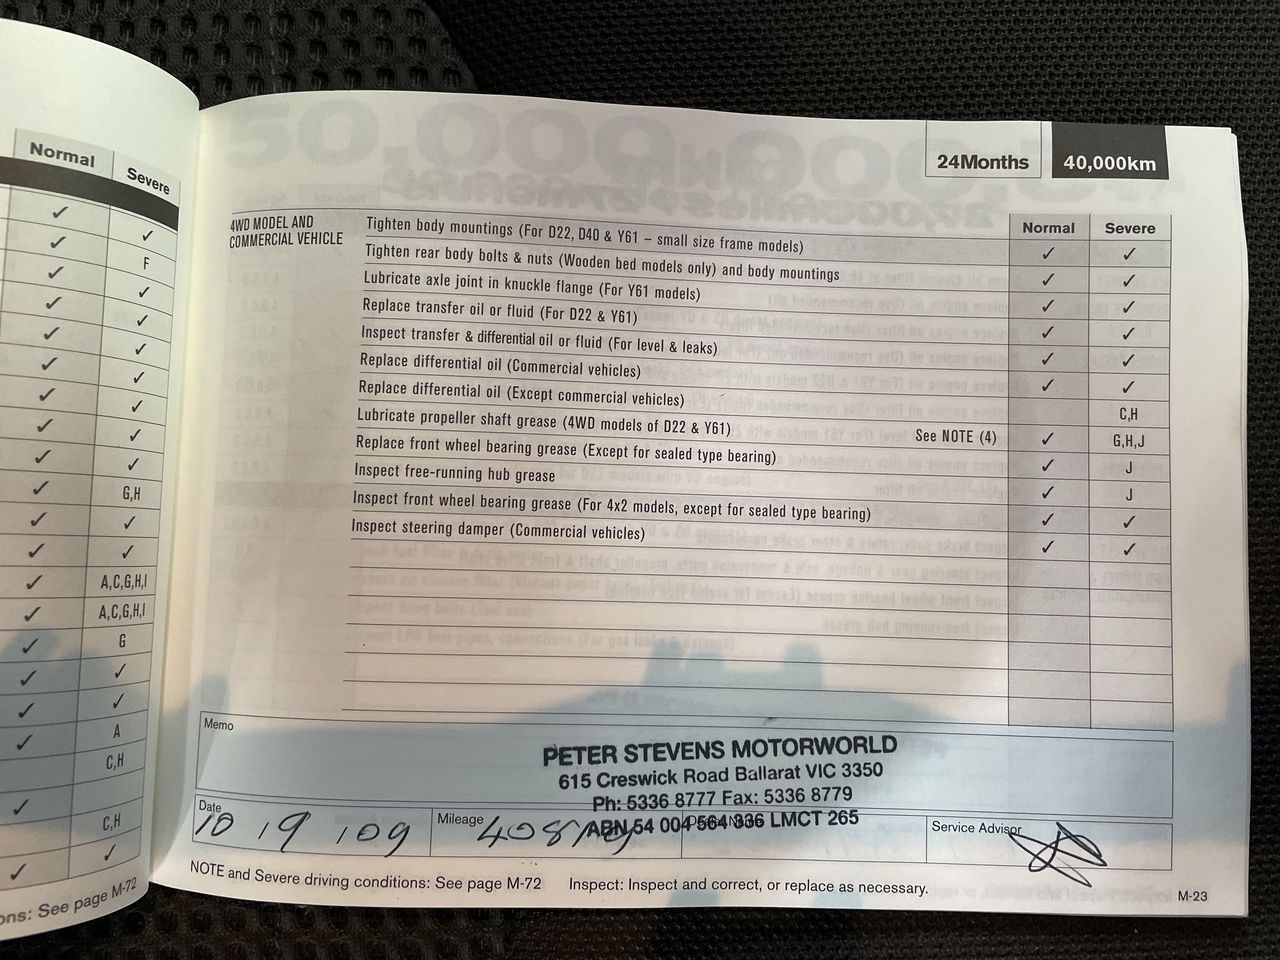 Normal Severe
✓ ✓
✓ F
✓ ✓
✓ ✓
✓ ✓
✓ ✓
✓ ✓
✓ ✓
✓ ✓
✓ G,H
✓ ✓
✓ ✓
✓ A,C,G,H,I
✓ A,C,G,H,I
✓ G
✓ ✓
✓ ✓
✓ A
C,H
✓
C,H
✓ ✓
ons: See page M-72
24Months 40,000km
Normal Severe
4WD MODEL AND
COMMERCIAL VEHICLE
Tighten body mountings (For D22, D40 & Y61 – small size frame models) ✓ ✓
Tighten rear body bolts & nuts (Wooden bed models only) and body mountings ✓ ✓
Lubricate axle joint in knuckle flange (For Y61 models) ✓ ✓
Replace transfer oil or fluid (For D22 & Y61) ✓ ✓
Inspect transfer & differential oil or fluid (For level & leaks) ✓ ✓
Replace differential oil (Commercial vehicles) ✓ ✓
Replace differential oil (Except commercial vehicles) C,H
Lubricate propeller shaft grease (4WD models of D22 & Y61) See NOTE (4) ✓ G,H,J
Replace front wheel bearing grease (Except for sealed type bearing) ✓ J
Inspect free-running hub grease ✓ J
Inspect front wheel bearing grease (For 4x2 models, except for sealed type bearing) ✓ ✓
Inspect steering damper (Commercial vehicles) ✓ ✓
Memo
PETER STEVENS MOTORWORLD
615 Creswick Road Ballarat VIC 3350
Ph: 5336 8777 Fax: 5336 8779
ABN 54 004 564 336 LMCT 265
Date 10 19 109
Mileage
Service Advisor
NOTE and Severe driving conditions: See page M-72 Inspect: Inspect and correct, or replace as necessary.
M-23